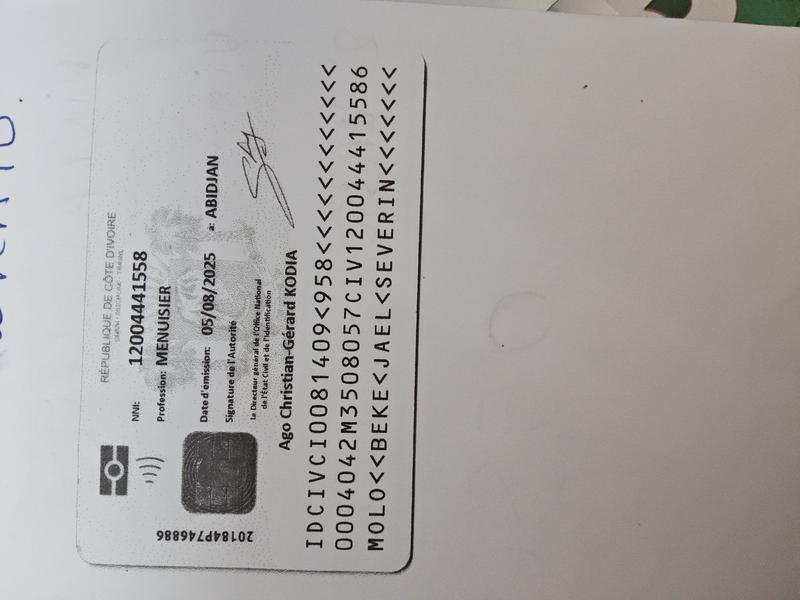 RÉPUBLIQUE DE CÔTE D'IVOIRE
NNI: 12004441558
Profession: MENUISIER
Date d'émission: 05/08/2025 à: ABIDJAN
Signature de l'Autorité
Le Directeur général de l'Office National
de l'État Civil et de l'Identification
Ago Christian-Gérard KODIA
20184P746886
IDCIVCI0081409<958<<<<<<<<<<<<
0004042M3508057CIV120044415586
MOLO<<BEKE<JAEL<SEVERIN<<<<<<<